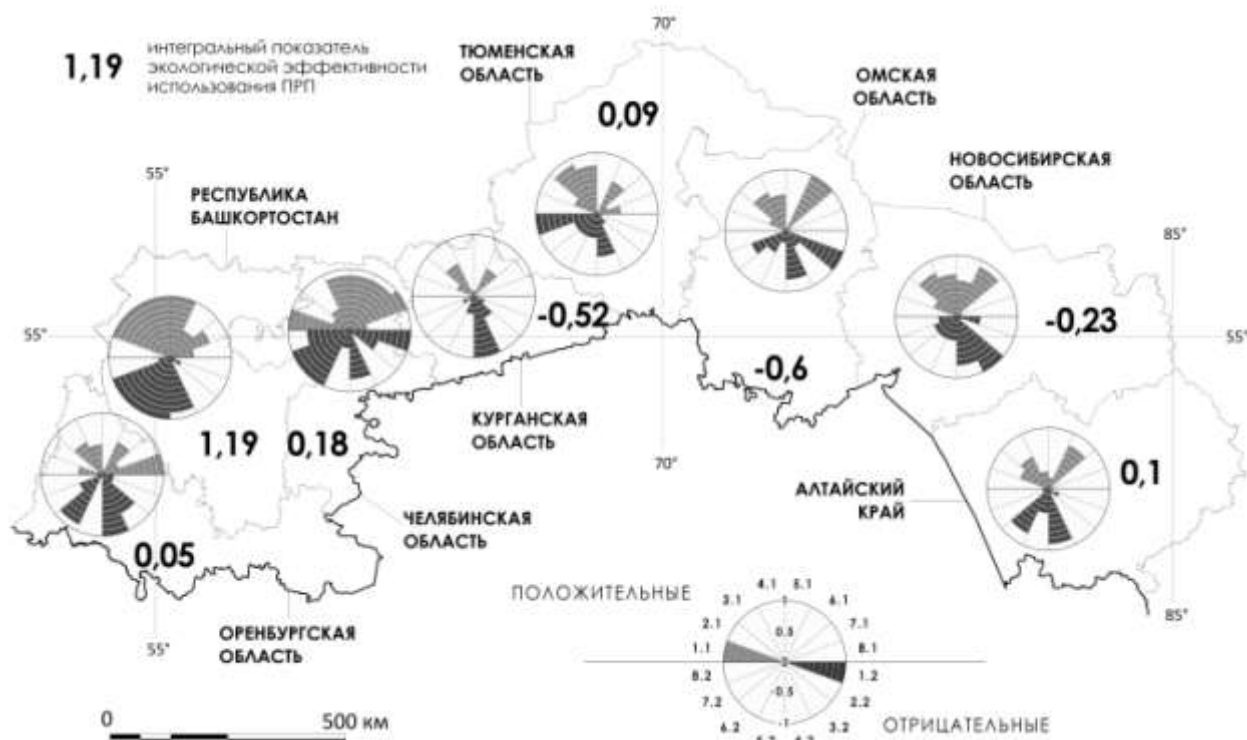 1,19
интегральный показатель
экологической эффективности
использования ПРП
ТЮМЕНСКАЯ
ОБЛАСТЬ
70°
ОМСКАЯ
ОБЛАСТЬ
0,09
НОВОСИБИРСКАЯ
ОБЛАСТЬ
55°
РЕСПУБЛИКА
БАШКОРТОСТАН
85°
-0,52
-0,23
55°
55°
-0,6
КУРГАНСКАЯ
ОБЛАСТЬ
1,19
0,18
70°
0,1
АЛТАЙСКИЙ
КРАЙ
ЧЕЛЯБИНСКАЯ
ОБЛАСТЬ
0,05
ОРЕНБУРГСКАЯ
ОБЛАСТЬ
55°
85°
ПОЛОЖИТЕЛЬНЫЕ
4.1 5.1
3.1 6.1
2.1 7.1
1.1 8.1
8.2 1.2
7.2 2.2
6.2 3.2
1
0.5
0
-0.5
-1
ОТРИЦАТЕЛЬНЫЕ
0 500 км